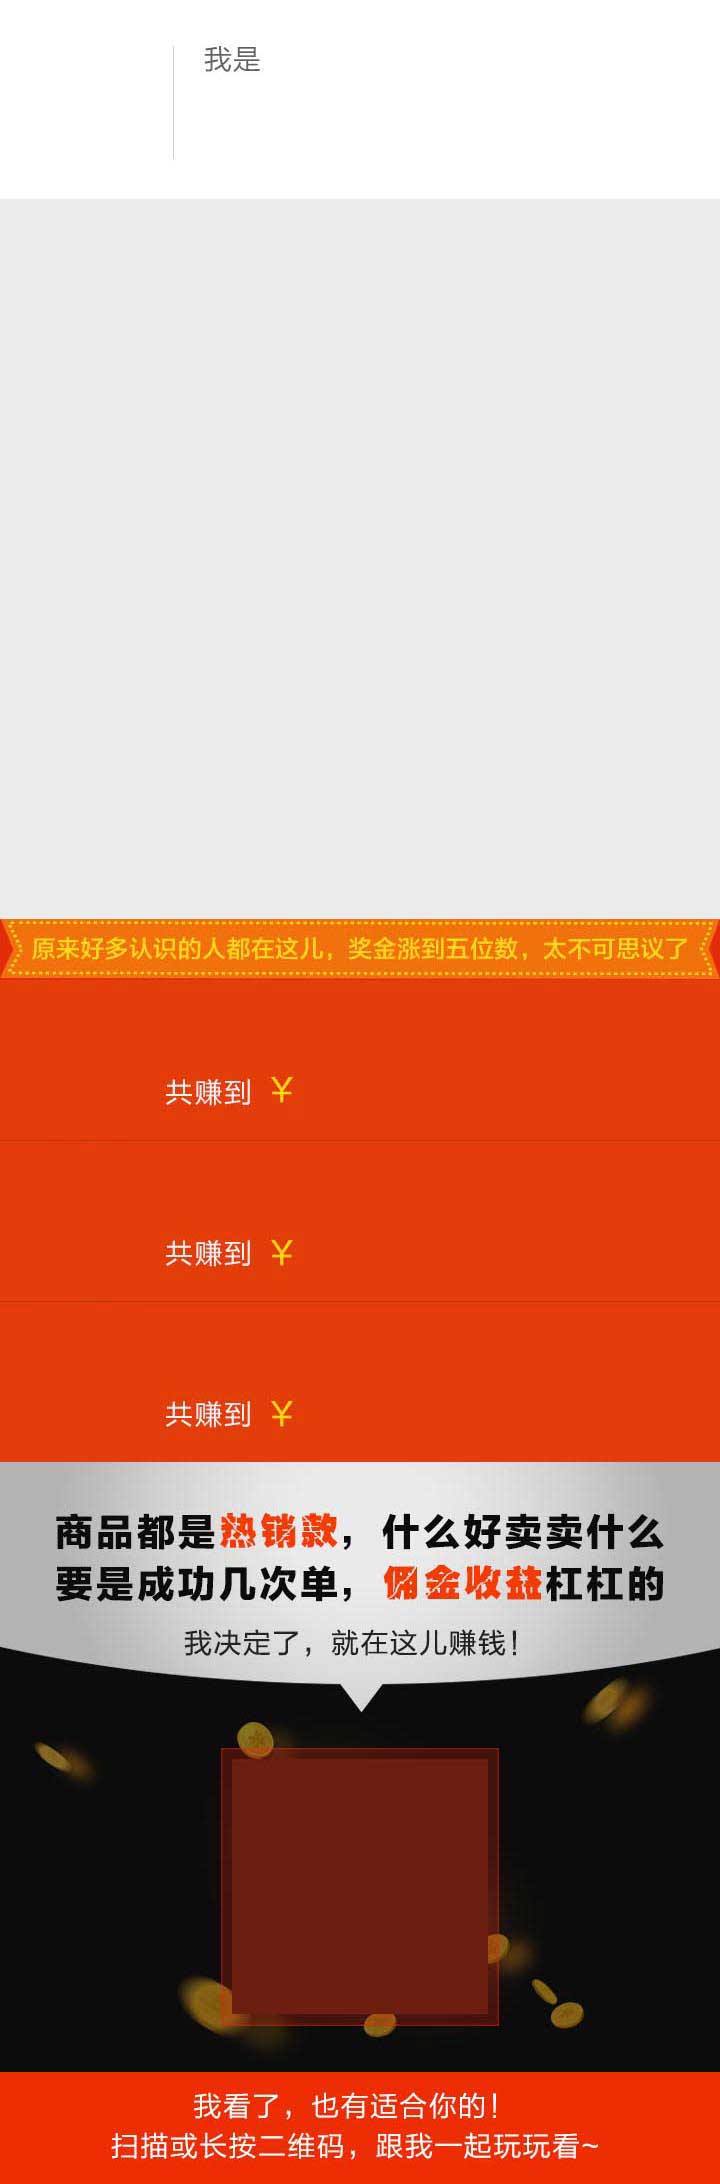 我是
原来好多认识的人都在这儿，奖金涨到五位数，太不可思议了
共赚到 ¥
共赚到 ¥
共赚到 ¥
商品都是热销款，什么好卖卖什么
要是成功几次单，佣金收益杠杠的
我决定了，就在这儿赚钱！
我看了，也有适合你的！
扫描或长按二维码，跟我一起玩玩看~